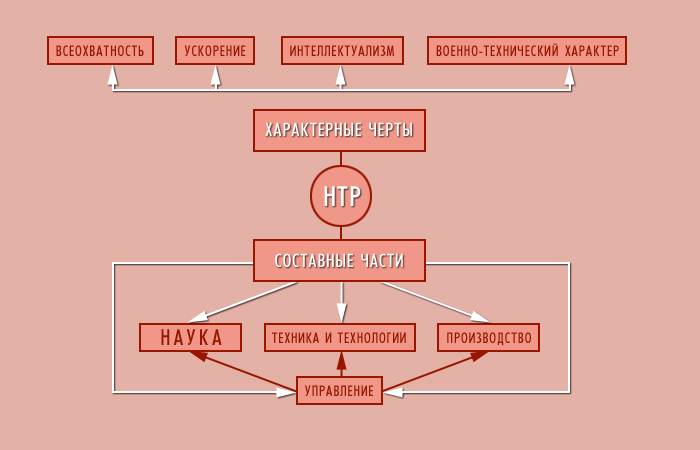 ВСЕОХВАТНОСТЬ
УСКОРЕНИЕ
ИНТЕЛЛЕКТУАЛИЗМ
ВОЕННО-ТЕХНИЧЕСКИЙ ХАРАКТЕР
ХАРАКТЕРНЫЕ ЧЕРТЫ
НТР
СОСТАВНЫЕ ЧАСТИ
НАУКА
ТЕХНИКА И ТЕХНОЛОГИИ
ПРОИЗВОДСТВО
УПРАВЛЕНИЕ